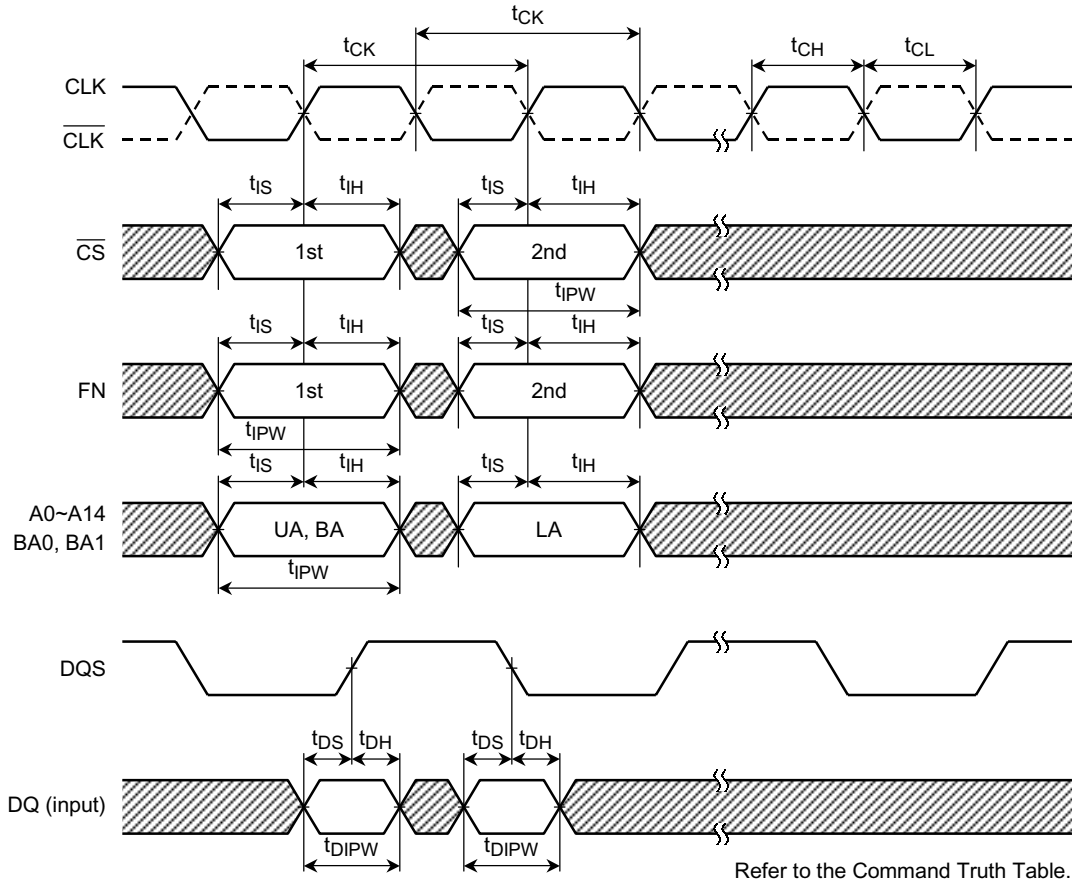 tCK
tCK tCH tCL
CLK
CLK
tIS tIH tIS tIH
CS 1st 2nd
tIPW
tIS tIH tIS tIH
FN 1st 2nd
tIPW
tIS tIH tIS tIH
A0~A14
BA0, BA1
UA, BA LA
tIPW
DQS
tDS tDH tDS tDH
DQ (input)
tDIPW tDIPW
Refer to the Command Truth Table.